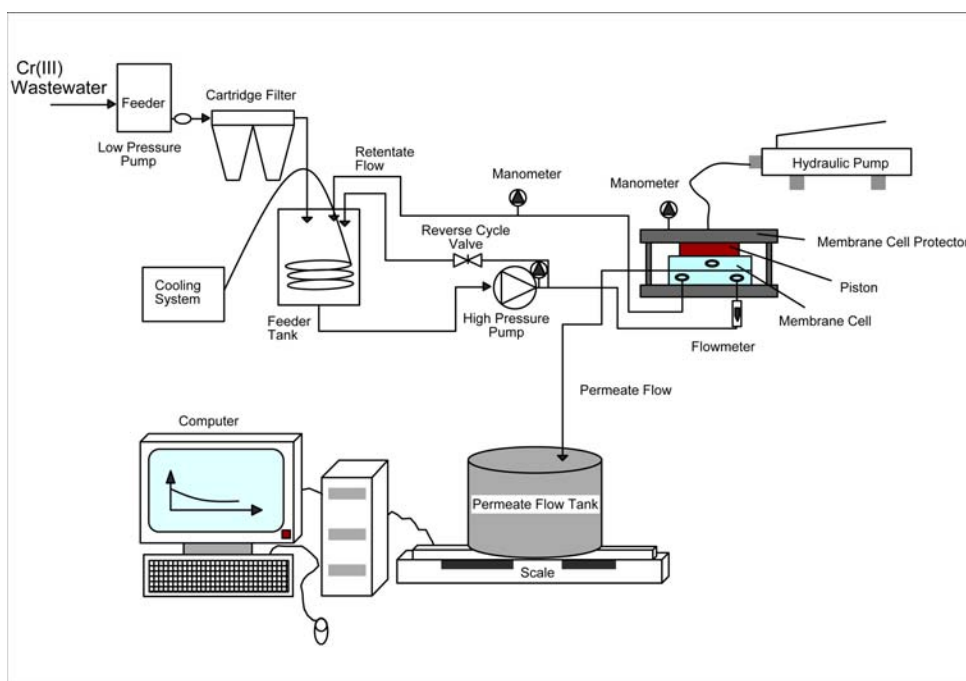 Cr(III)
Wastewater
Feeder
Cartridge Filter
Low Pressure
Pump
Retentate
Flow
Manometer
Manometer
Hydraulic Pump
Reverse Cycle
Valve
Membrane Cell Protector
Cooling
System
Piston
Feeder
Tank
High Pressure
Pump
Membrane Cell
Flowmeter
Permeate Flow
Computer
Permeate Flow Tank
Scale